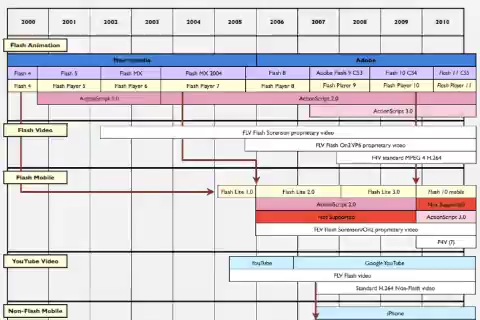 2000 2001 2002 2003 2004 2005 2006 2007 2008 2009 2010
Flash Animation
Macromedia Adobe
Flash 4 Flash 5 Flash MX Flash MX 2004 Flash 8 Adobe Flash 9 CS3 Flash 10 CS4 Flash 11 CS5
Flash 4 Flash Player 5 Flash Player 6 Flash Player 7 Flash Player 8 Flash Player 9 Flash Player 10 Flash Player 11
ActionScript 1.0 ActionScript 2.0
ActionScript 3.0
Flash Video
FLV Flash Sorenson proprietary video
FLV Flash On2VP6 proprietary video
F4V standard MPEG 4 H.264
Flash Mobile
Flash Lite 1.0 Flash Lite 2.0 Flash Lite 3.0 Flash 10 mobile
ActionScript 2.0 Not Supported
Not Supported ActionScript 3.0
FLV Flash Sorenson/On2 proprietary video
F4V (?)
YouTube Video
YouTube Google YouTube
FLV Flash video
Standard H.264 Non-Flash video
Non-Flash Mobile
iPhone